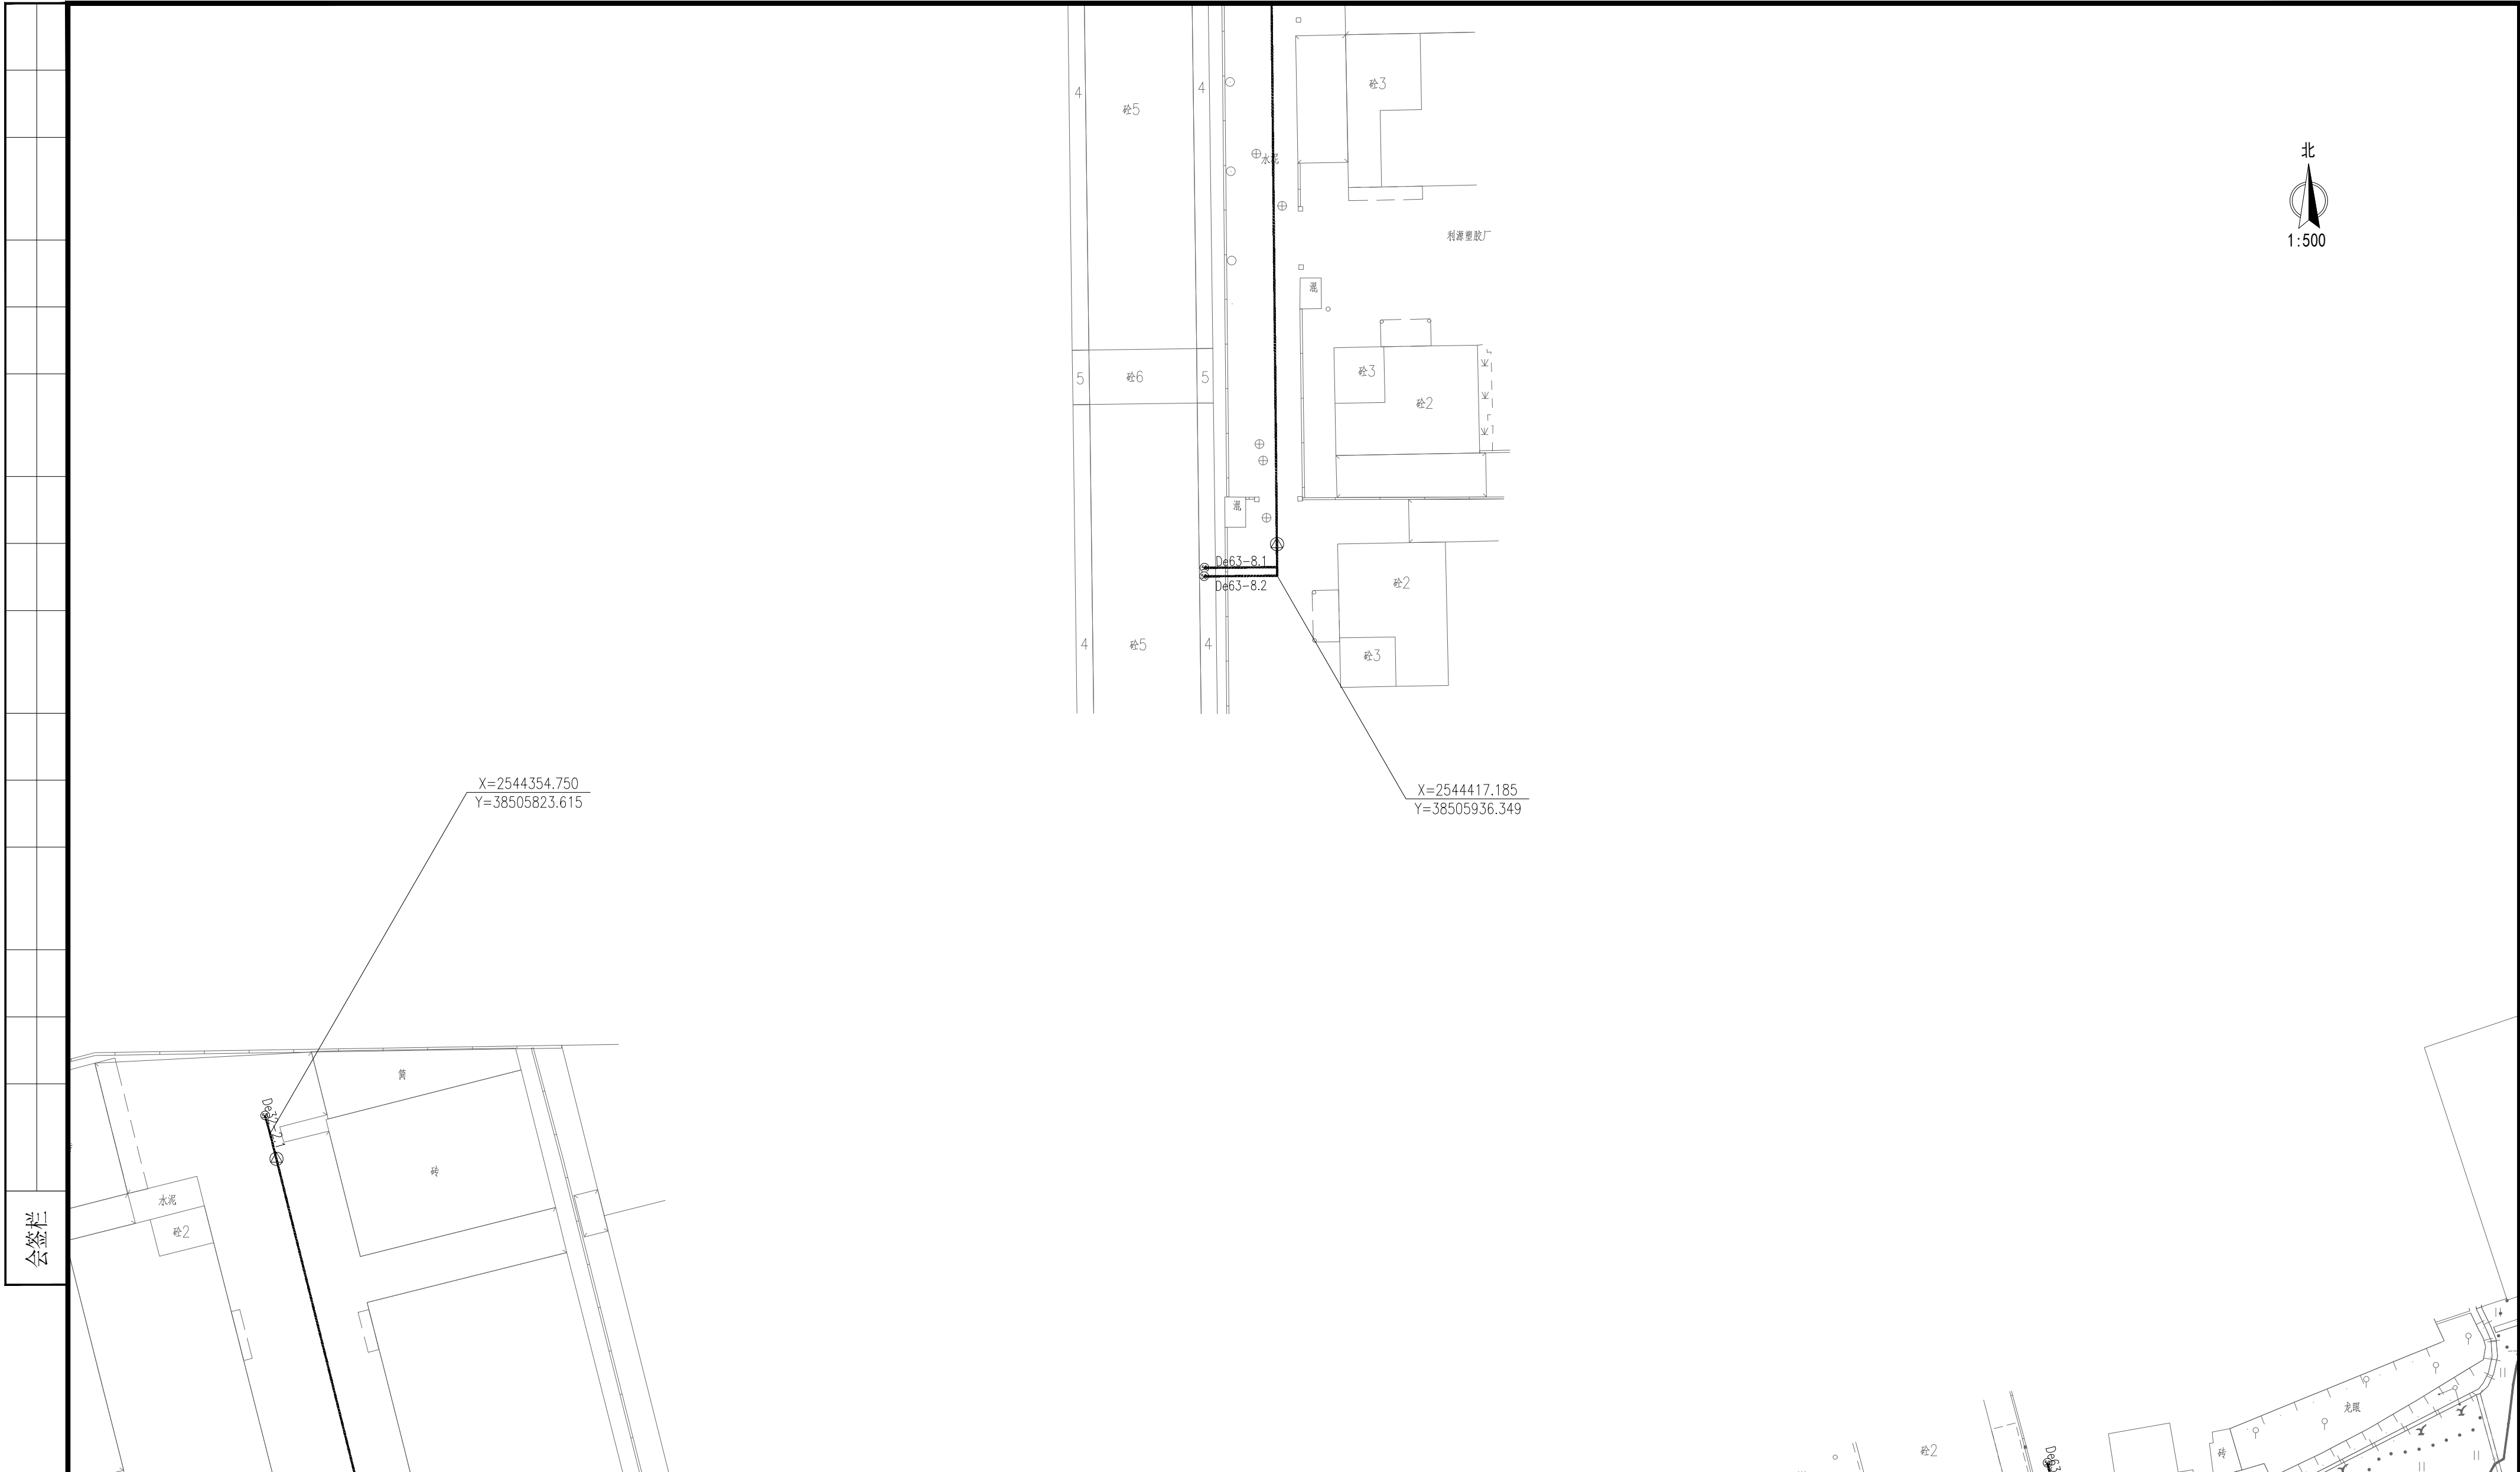 4
砼5
4
砼3
水泥
北
1:500
利源塑胶厂
混
5
砼6
5
砼3
砼2
混
De63-8.1
De63-8.2
砼2
4
砼5
4
砼3
X=2544354.750
Y=38505823.615
X=2544417.185
Y=38505936.349
砖
水泥
砼2
会签栏
龙眼
砼2
砖
De63